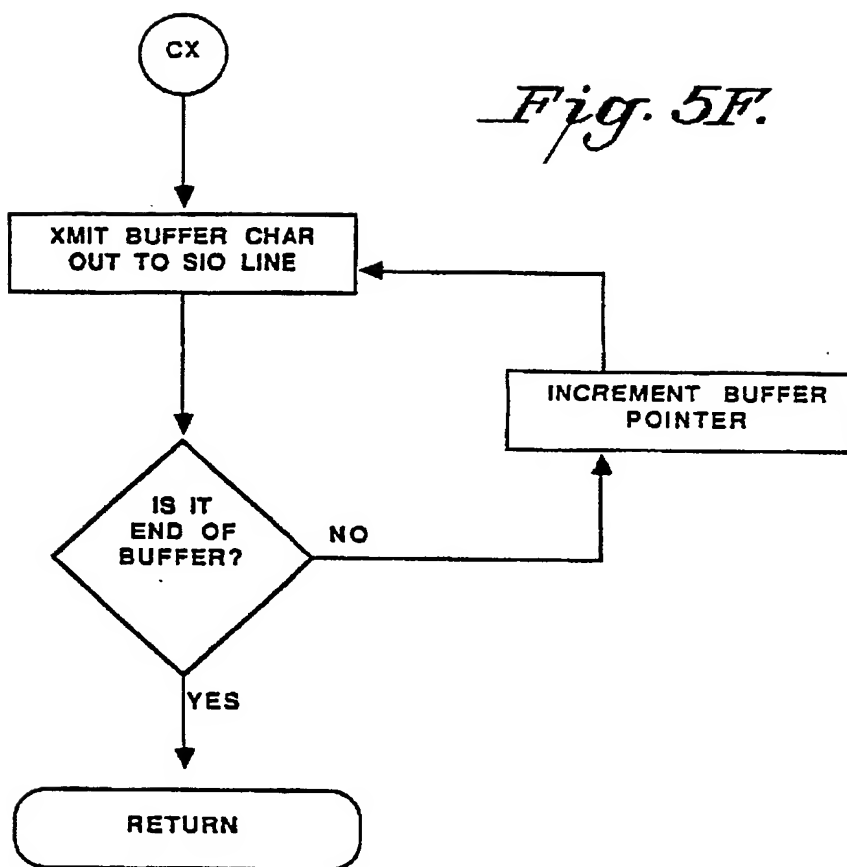 CX
Fig. 5F.
XMIT BUFFER CHAR
OUT TO SIO LINE
INCREMENT BUFFER
POINTER
IS IT
END OF
BUFFER?
NO
YES
RETURN